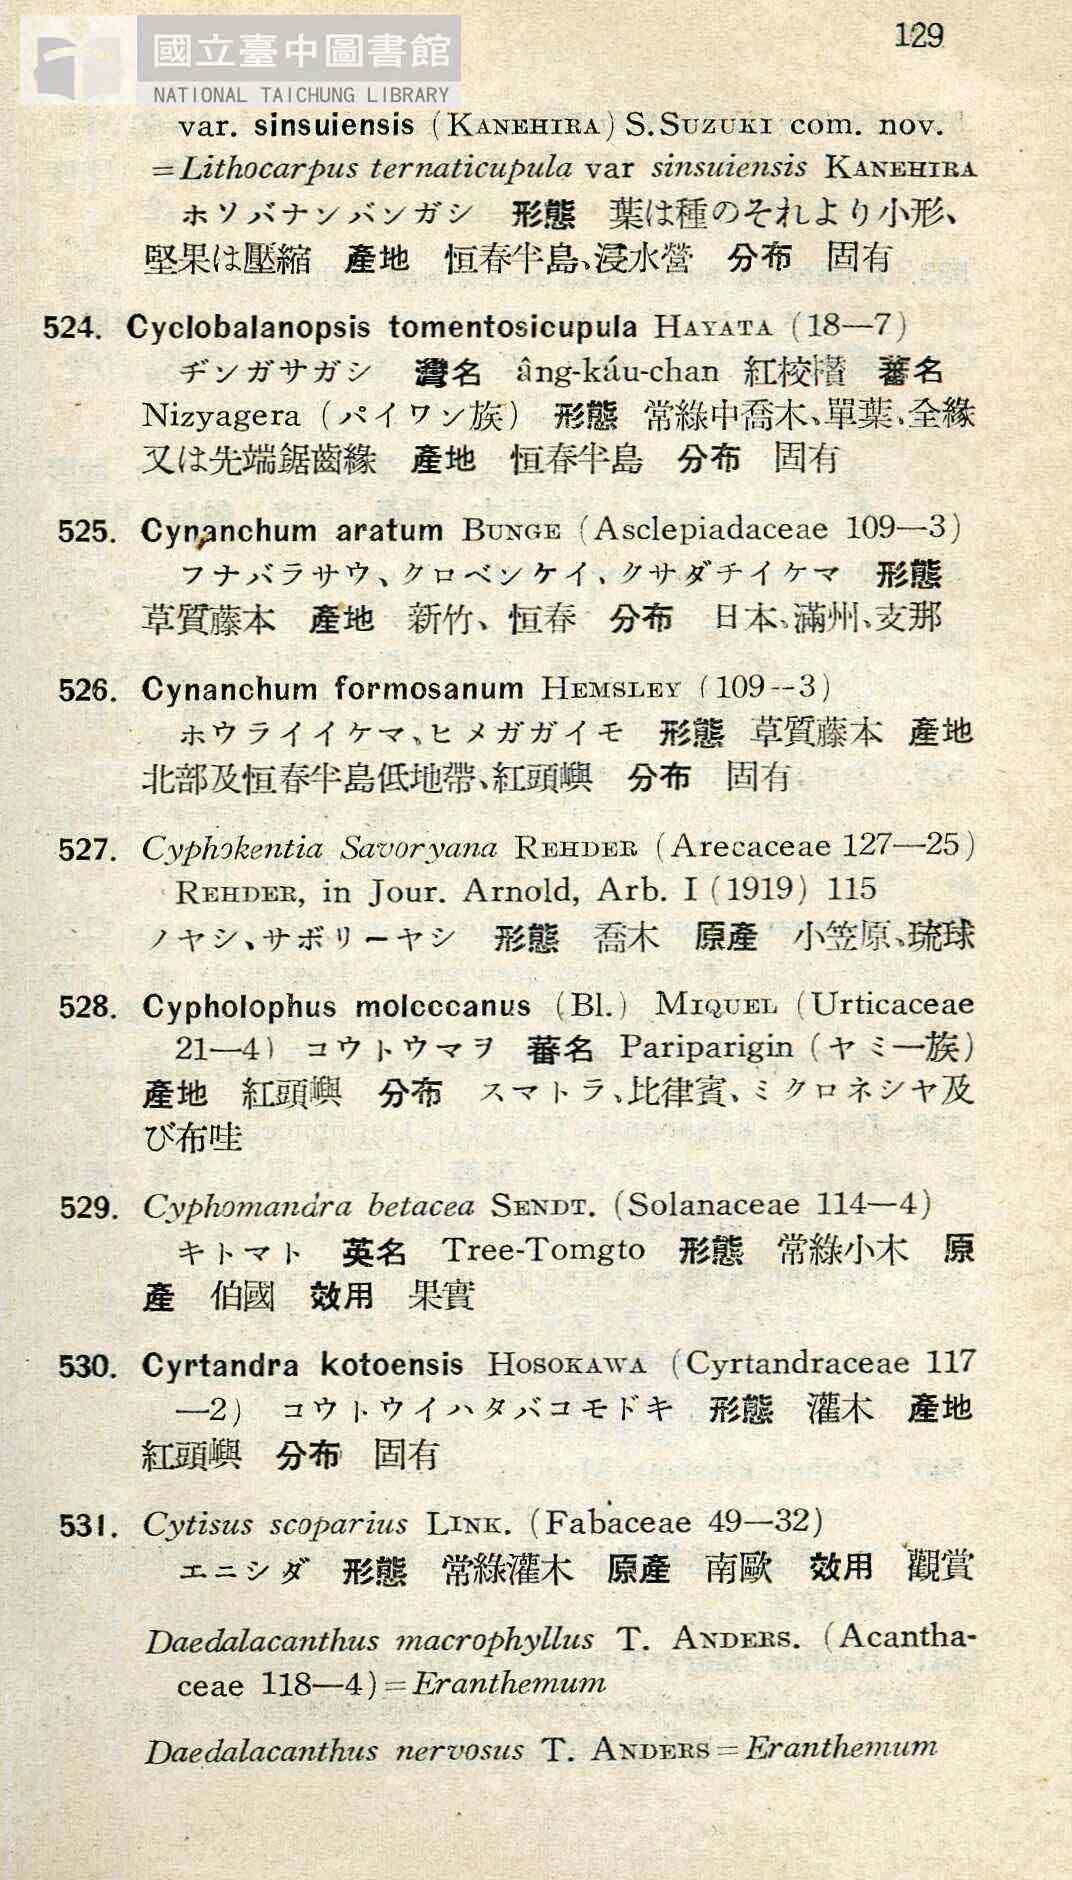 129
國立臺中圖書館
NATIONAL TAICHUNG LIBRARY
var. sinsuiensis (KANEHIRA) S. SUZUKI com. nov.
=Lithocarpus ternaticupula var sinsuiensis KANEHIRA
ホソバナンバンガシ 形態 葉は種のそれより小形、
堅果は壓縮 產地 恒春半島、浸水營 分布 固有
524. Cyclobalanopsis tomentosicupula HAYATA (18—7)
ヂンガサガシ 灣名 âng-káu-chan 紅校欑 蕃名
Nizyagera (パイワン族) 形態 常綠中喬木、單葉、全緣
又は先端鋸齒緣 產地 恒春半島 分布 固有
525. Cynanchum aratum BUNGE (Asclepiadaceae 109—3)
フナバラサウ、クロベンケイ、クサダチイケマ 形態
草質藤本 產地 新竹、恒春 分布 日本、滿州、支那
526. Cynanchum formosanum HEMSLEY (109--3)
ホウライイケマ、ヒメガガイモ 形態 草質藤本 產地
北部及恒春半島低地帶、紅頭嶼 分布 固有
527. Cyphokentia Savoryana REHDER (Arecaceae 127—25)
REHDER, in Jour. Arnold, Arb. I (1919) 115
ノヤシ、サボリーヤシ 形態 喬木 原產 小笠原、琉球
528. Cypholophus molcccanus (Bl.) MIQUEL (Urticaceae
21—4) コウトウマヲ 蕃名 Pariparigin (ヤミー族)
產地 紅頭嶼 分布 スマトラ、比律賓、ミクロネシヤ及
び布哇
529. Cyphomandra betacea SENDT. (Solanaceae 114—4)
キトマト 英名 Tree-Tomgto 形態 常綠小木 原
產 伯國 效用 果實
530. Cyrtandra kotoensis HOSOKAWA (Cyrtandraceae 117
—2) コウトウイハタバコモドキ 形態 灌木 產地
紅頭嶼 分布 固有
531. Cytisus scoparius LINK. (Fabaceae 49—32)
エニシダ 形態 常綠灌木 原產 南歐 效用 觀賞
Daedalacanthus macrophyllus T. ANDERS. (Acantha-
ceae 118—4)=Eranthemum
Daedalacanthus nervosus T. ANDERS=Eranthemum